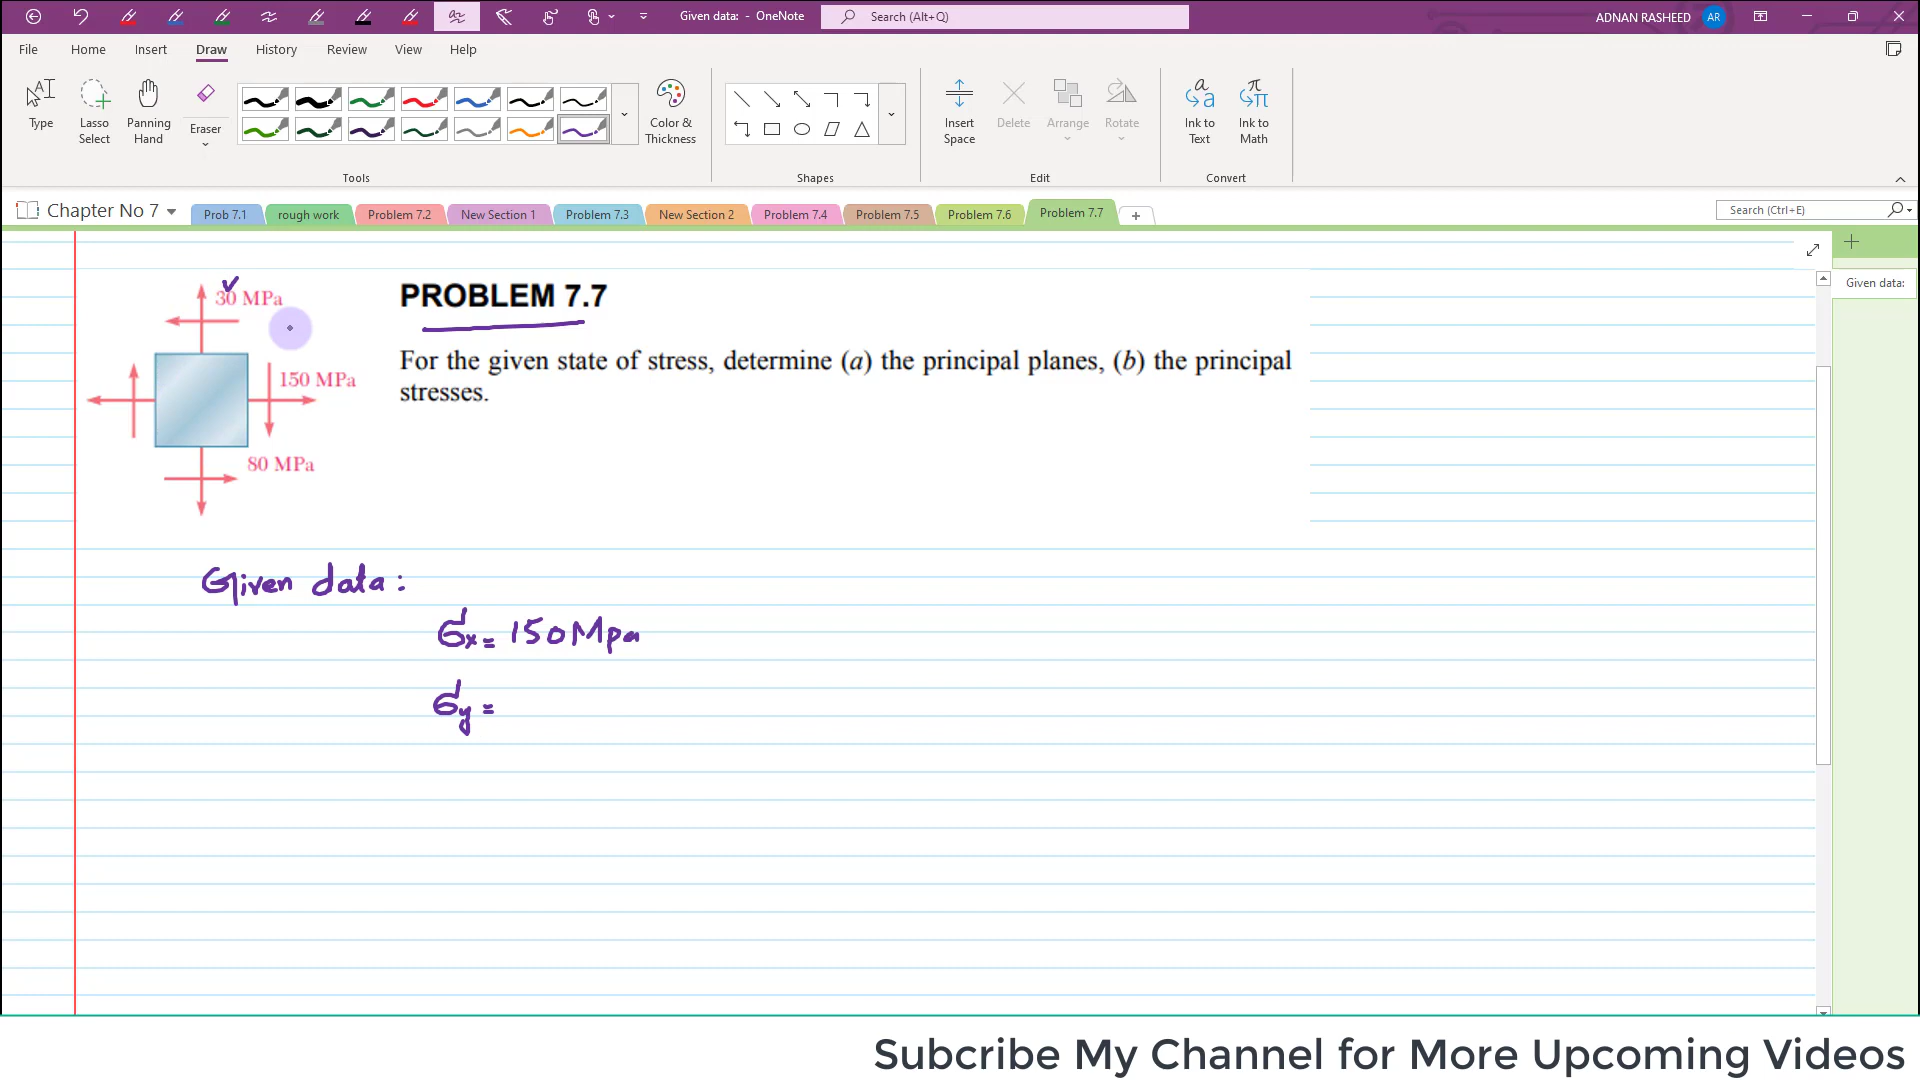 Given data: - OneNote
Search (Alt+Q)
ADNAN RASHEED
AR
File Home Insert Draw History Review View Help
Type
Lasso Select
Panning Hand
Eraser
Color & Thickness
Insert Space
Delete
Arrange
Rotate
Ink to Text
Ink to Math
Tools
Shapes
Edit
Convert
Chapter No 7
Prob 7.1
rough work
Problem 7.2
New Section 1
Problem 7.3
New Section 2
Problem 7.4
Problem 7.5
Problem 7.6
Problem 7.7
Search (Ctrl+E)
Given data:
30 MPa
150 MPa
80 MPa
PROBLEM 7.7
For the given state of stress, determine (a) the principal planes, (b) the principal
stresses.
Given data:
σx = 150 Mpa
σy =
Subcribe My Channel for More Upcoming Videos